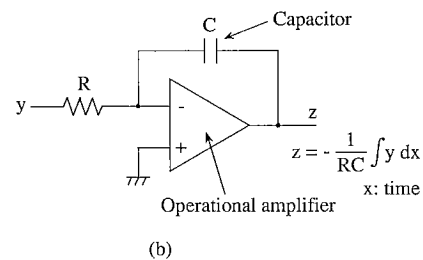 Capacitor
C
R
y
-
+
z
z = - 1/RC ∫ y dx
x: time
Operational amplifier
(b)